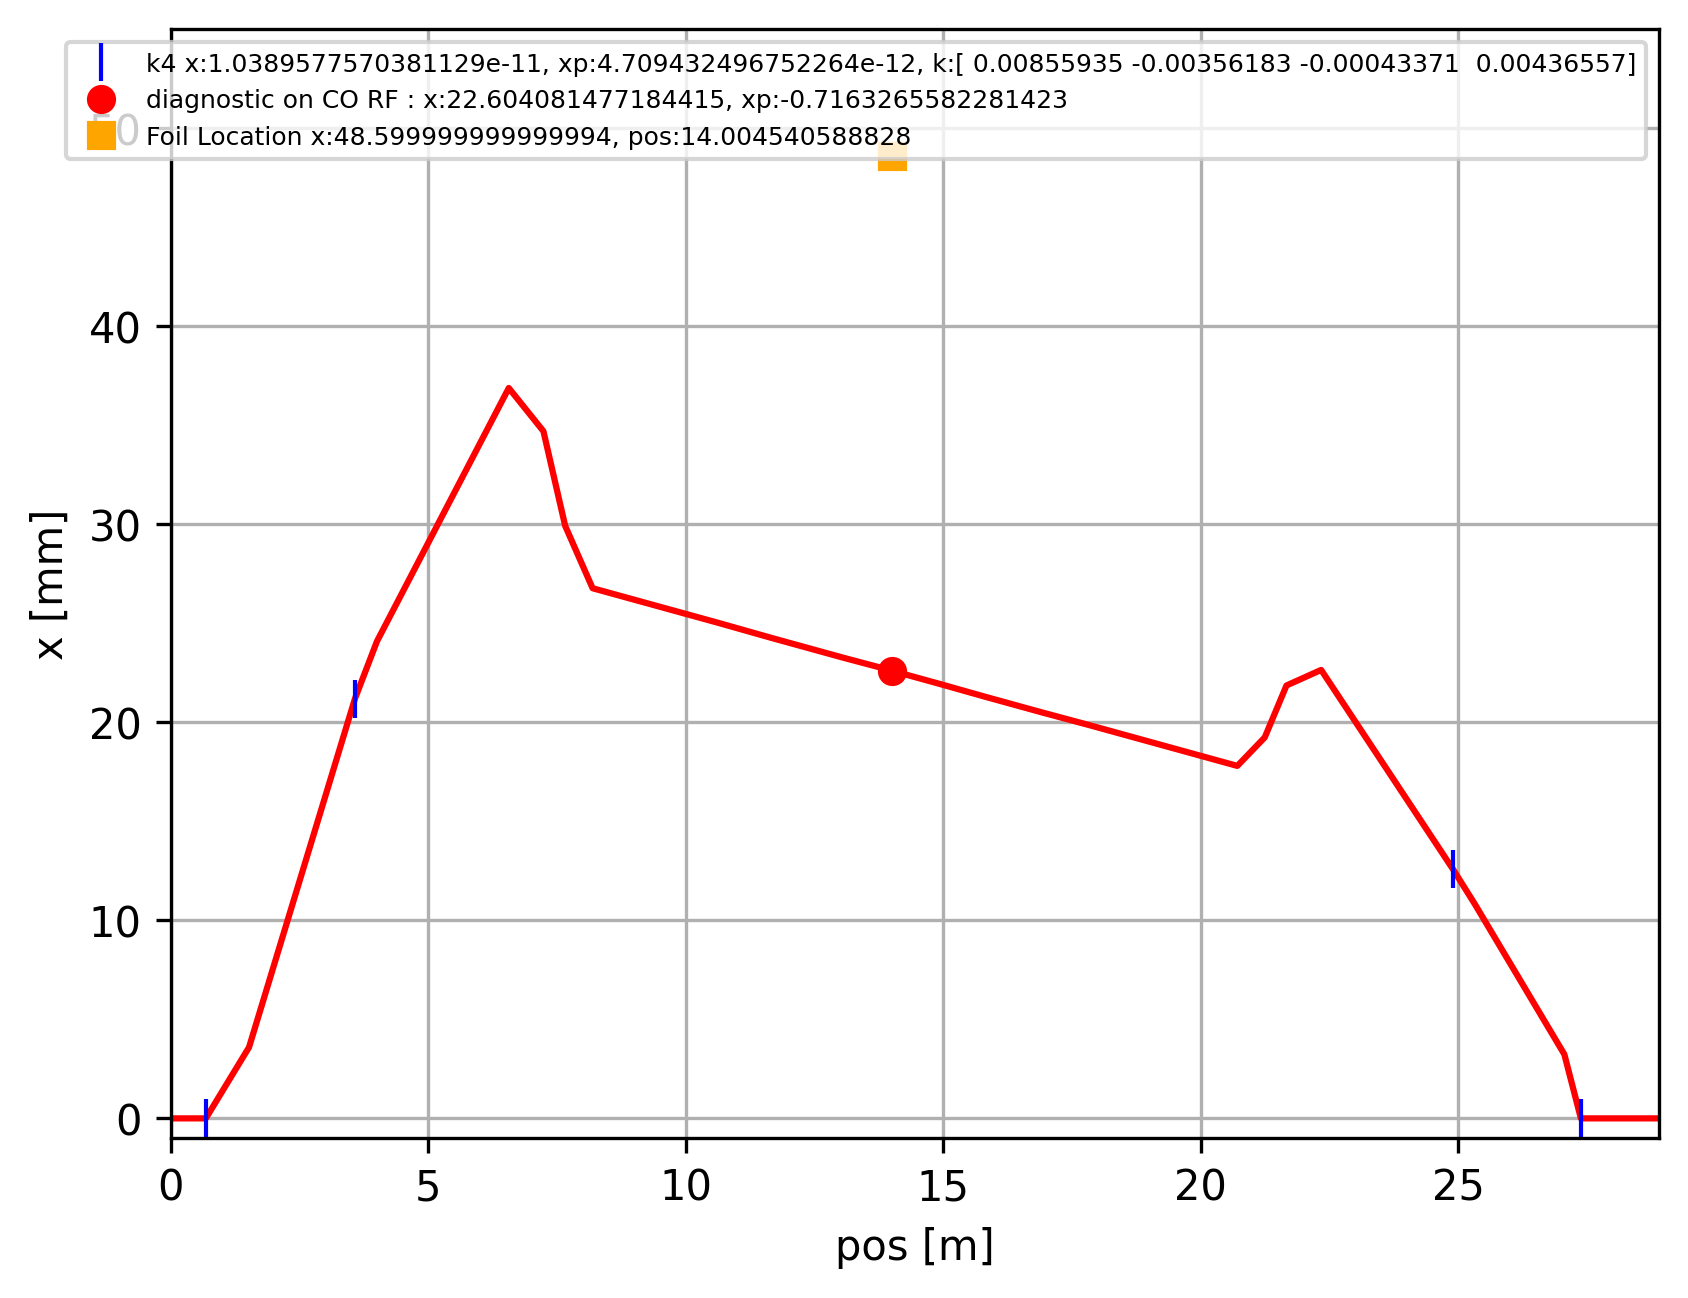 k4 x:1.0389577570381129e-11, xp:4.709432496752264e-12, k:[ 0.00855935 -0.00356183 -0.00043371  0.00436557]
diagnostic on CO RF : x:22.604081477184415, xp:-0.7163265582281423
Foil Location x:48.599999999999994, pos:14.004540588828
50
40
30
20
10
0
x [mm]
0 5 10 15 20 25
pos [m]